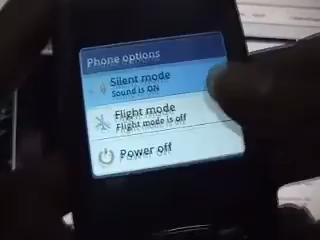 Phone options
Silent mode
Sound is ON
Flight mode
Flight mode is off
Power off